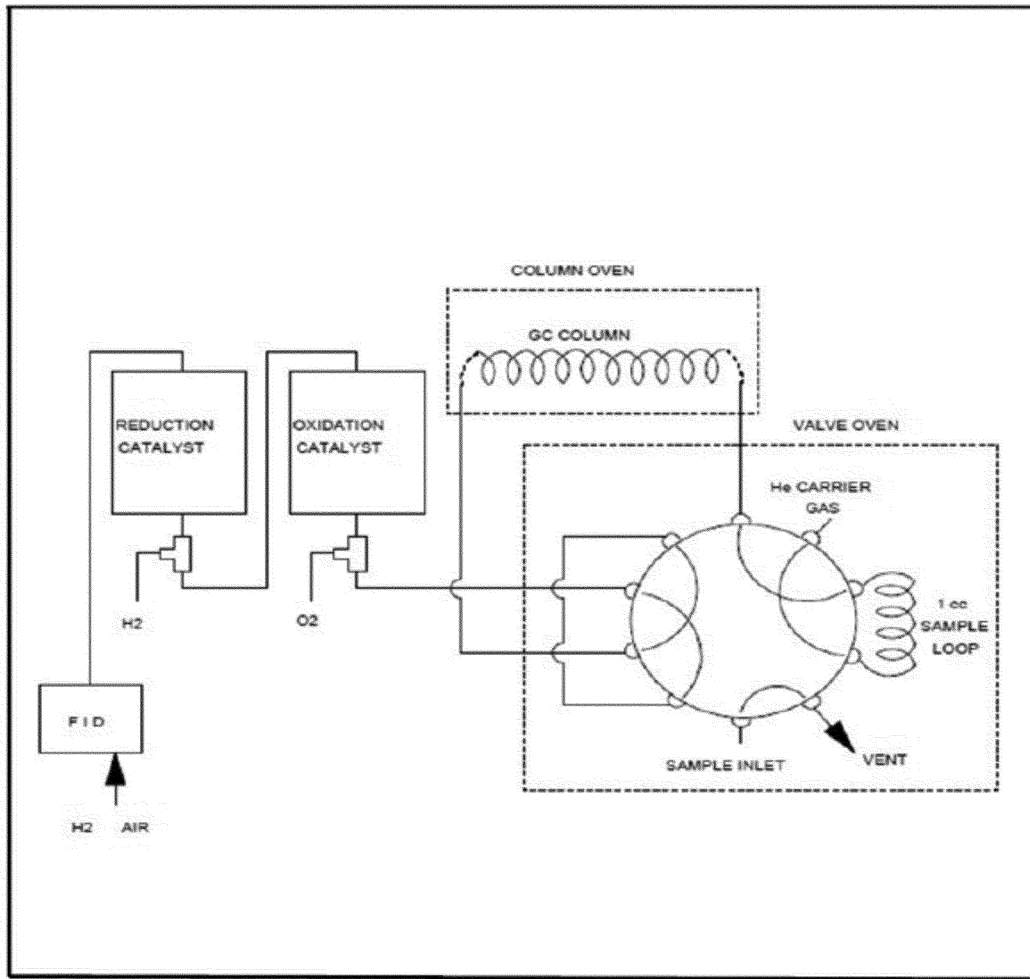 COLUMN OVEN
GC COLUMN
REDUCTION
CATALYST
OXIDATION
CATALYST
VALVE OVEN
He CARRIER
GAS
1 cc
SAMPLE
LOOP
H2
O2
FID
SAMPLE INLET
VENT
H2 AIR